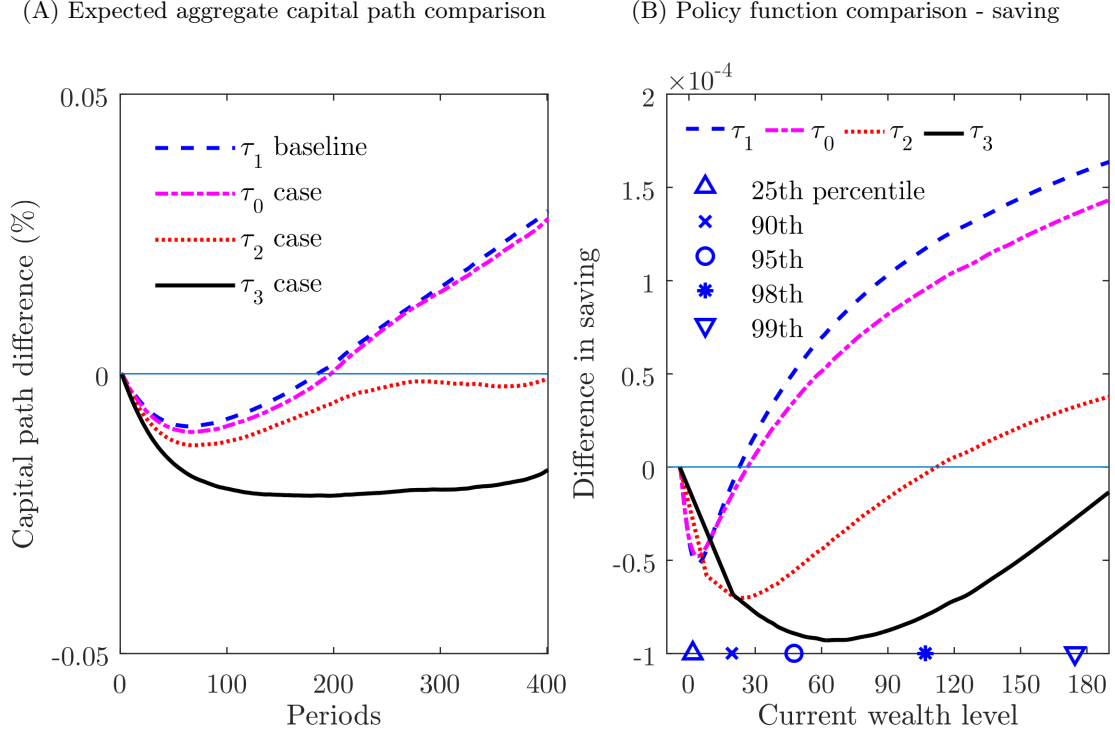 (A) Expected aggregate capital path comparison
0.05
0
-0.05
Capital path difference (%)
τ1 baseline
τ0 case
τ2 case
τ3 case
0 100 200 300 400
Periods
(B) Policy function comparison - saving
×10-4
2
1.5
1
0.5
0
-0.5
-1
Difference in saving
τ1 τ0 τ2 τ3
25th percentile
90th
95th
98th
99th
0 30 60 90 120 150 180
Current wealth level